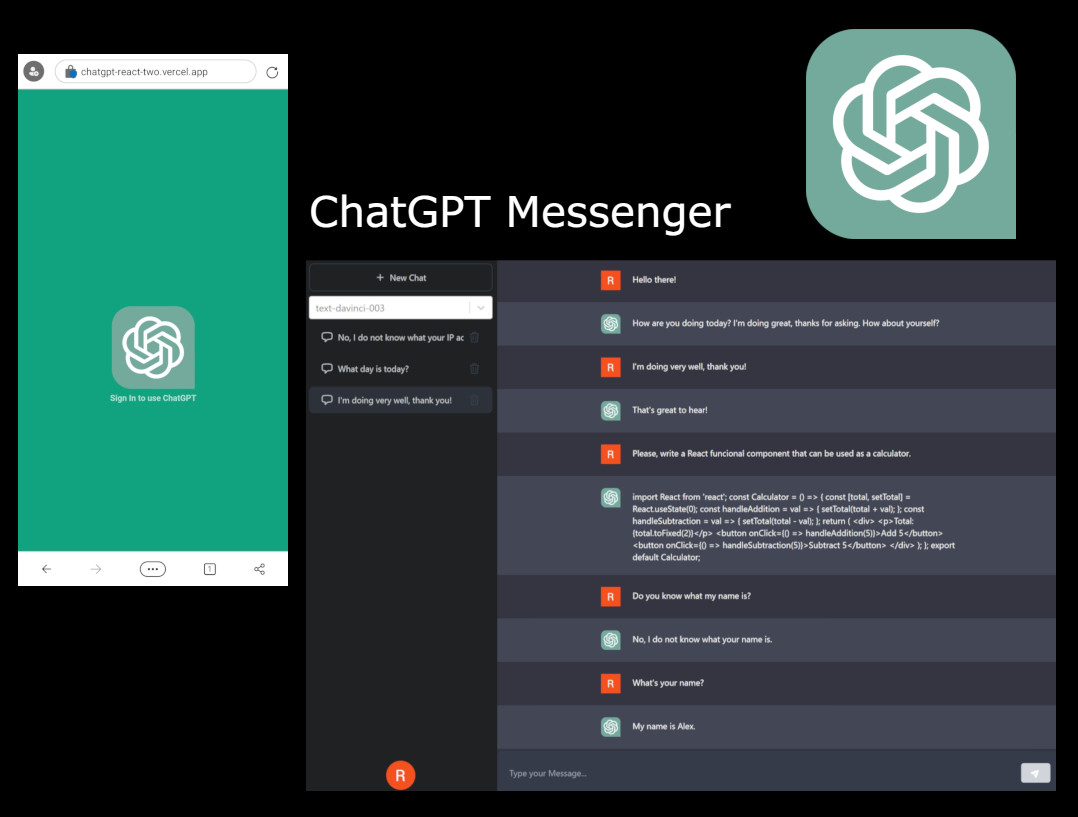 chatgpt-react-two.vercel.app
Sign In to use ChatGPT
1
ChatGPT Messenger
+ New Chat
text-davinci-003
No, I do not know what your IP ac
What day is today?
I'm doing very well, thank you!
R
R
Hello there!
How are you doing today? I'm doing great, thanks for asking. How about yourself?
R
I'm doing very well, thank you!
That's great to hear!
R
Please, write a React funcional component that can be used as a calculator.
import React from 'react'; const Calculator = () => { const [total, setTotal] =
React.useState(0); const handleAddition = val => { setTotal(total + val); }; const
handleSubtraction = val => { setTotal(total - val); }; return ( <div> <p>Total:
{total.toFixed(2)}</p> <button onClick={() => handleAddition(5)}>Add 5</button>
<button onClick={() => handleSubtraction(5)}>Subtract 5</button> </div> ); }; export
default Calculator;
R
Do you know what my name is?
No, I do not know what your name is.
R
What's your name?
My name is Alex.
Type your Message...